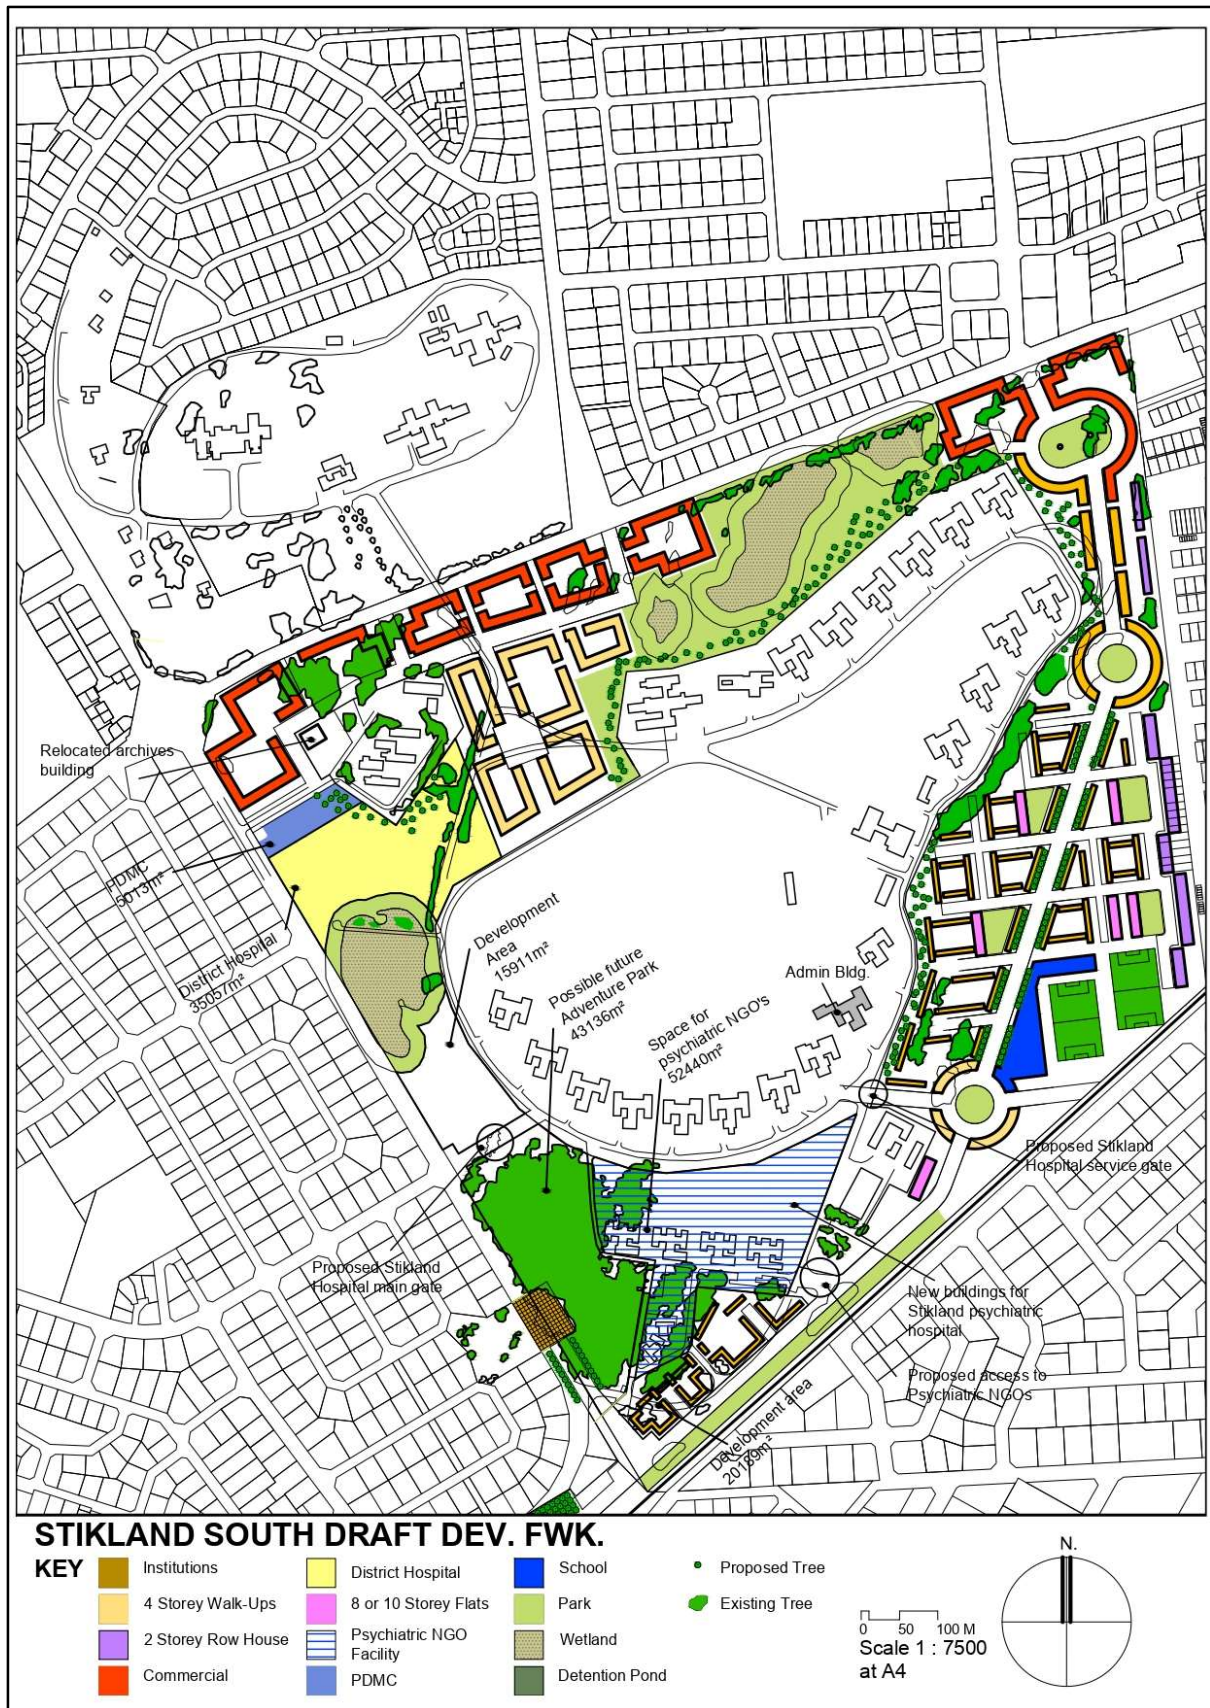 Relocated archives
building
PDMC
5013m²
District Hospital
35057m²
Development
Area
15911m²
Possible future
Adventure Park
43136m²
Space for
psychiatric NGO's
52440m²
Admin Bldg.
Proposed Stikland
Hospital service gate
Proposed Stikland
Hospital main gate
New buildings for
Stikland psychiatric
hospital
Proposed access to
Psychiatric NGOs
Development area
20189m²
STIKLAND SOUTH DRAFT DEV. FWK.
KEY
Institutions
4 Storey Walk-Ups
2 Storey Row House
Commercial
District Hospital
8 or 10 Storey Flats
Psychiatric NGO
Facility
PDMC
School
Park
Wetland
Detention Pond
Proposed Tree
Existing Tree
0 50 100 M
Scale 1 : 7500
at A4
N.